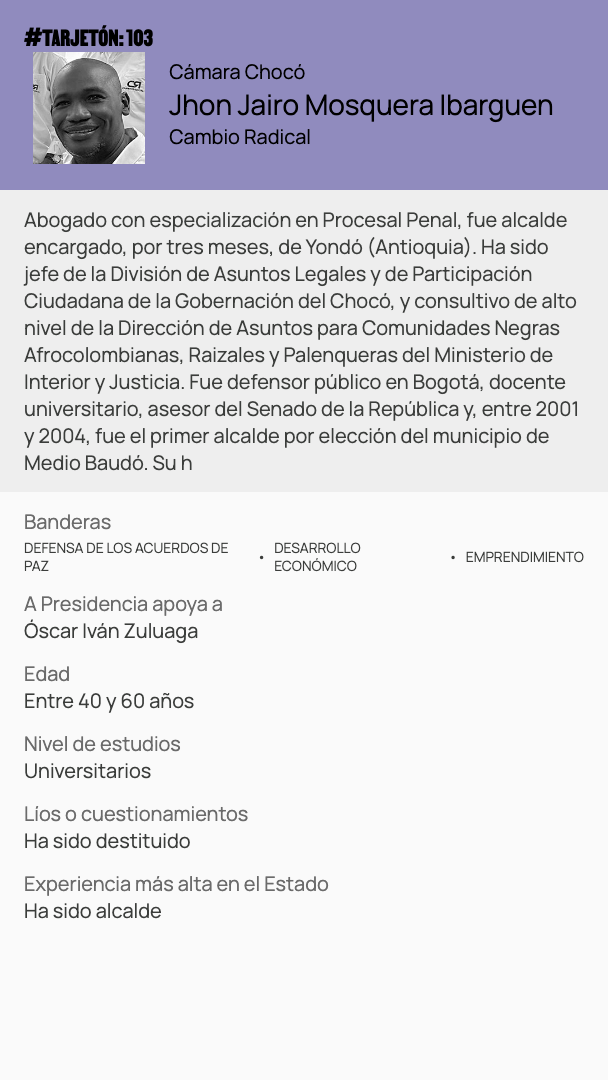 #TARJETÓN: 103
Cámara Chocó
Jhon Jairo Mosquera Ibarguen
Cambio Radical
Abogado con especialización en Procesal Penal, fue alcalde
encargado, por tres meses, de Yondó (Antioquia). Ha sido
jefe de la División de Asuntos Legales y de Participación
Ciudadana de la Gobernación del Chocó, y consultivo de alto
nivel de la Dirección de Asuntos para Comunidades Negras
Afrocolombianas, Raizales y Palenqueras del Ministerio de
Interior y Justicia. Fue defensor público en Bogotá, docente
universitario, asesor del Senado de la República y, entre 2001
y 2004, fue el primer alcalde por elección del municipio de
Medio Baudó. Su h
Banderas
DEFENSA DE LOS ACUERDOS DE
PAZ
• DESARROLLO
ECONÓMICO
• EMPRENDIMIENTO
A Presidencia apoya a
Óscar Iván Zuluaga
Edad
Entre 40 y 60 años
Nivel de estudios
Universitarios
Líos o cuestionamientos
Ha sido destituido
Experiencia más alta en el Estado
Ha sido alcalde